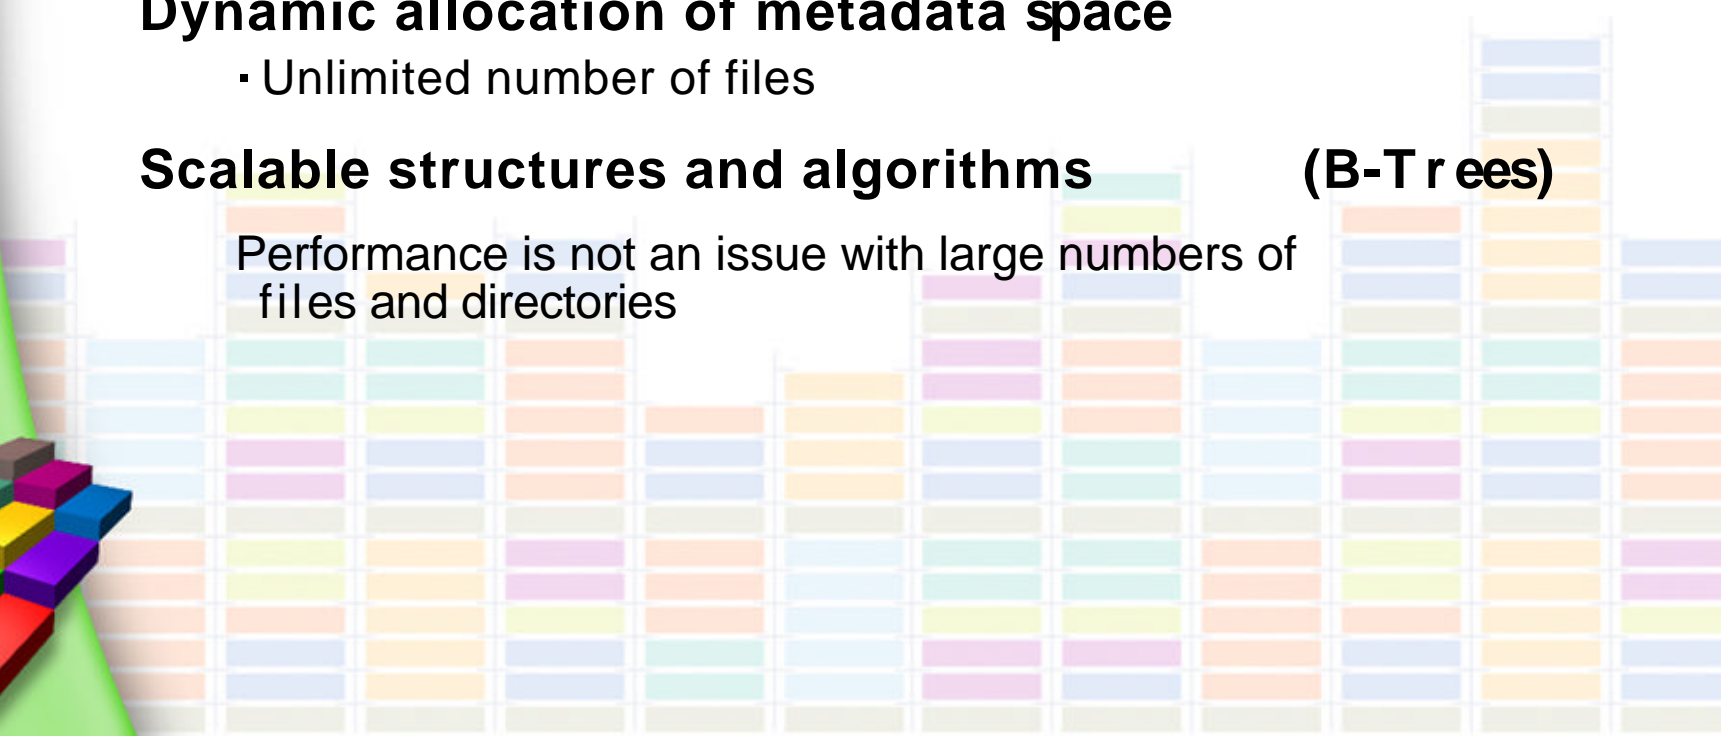 Dynamic allocation of metadata space
▪ Unlimited number of files
Scalable structures and algorithms (B-Trees)
Performance is not an issue with large numbers of
files and directories